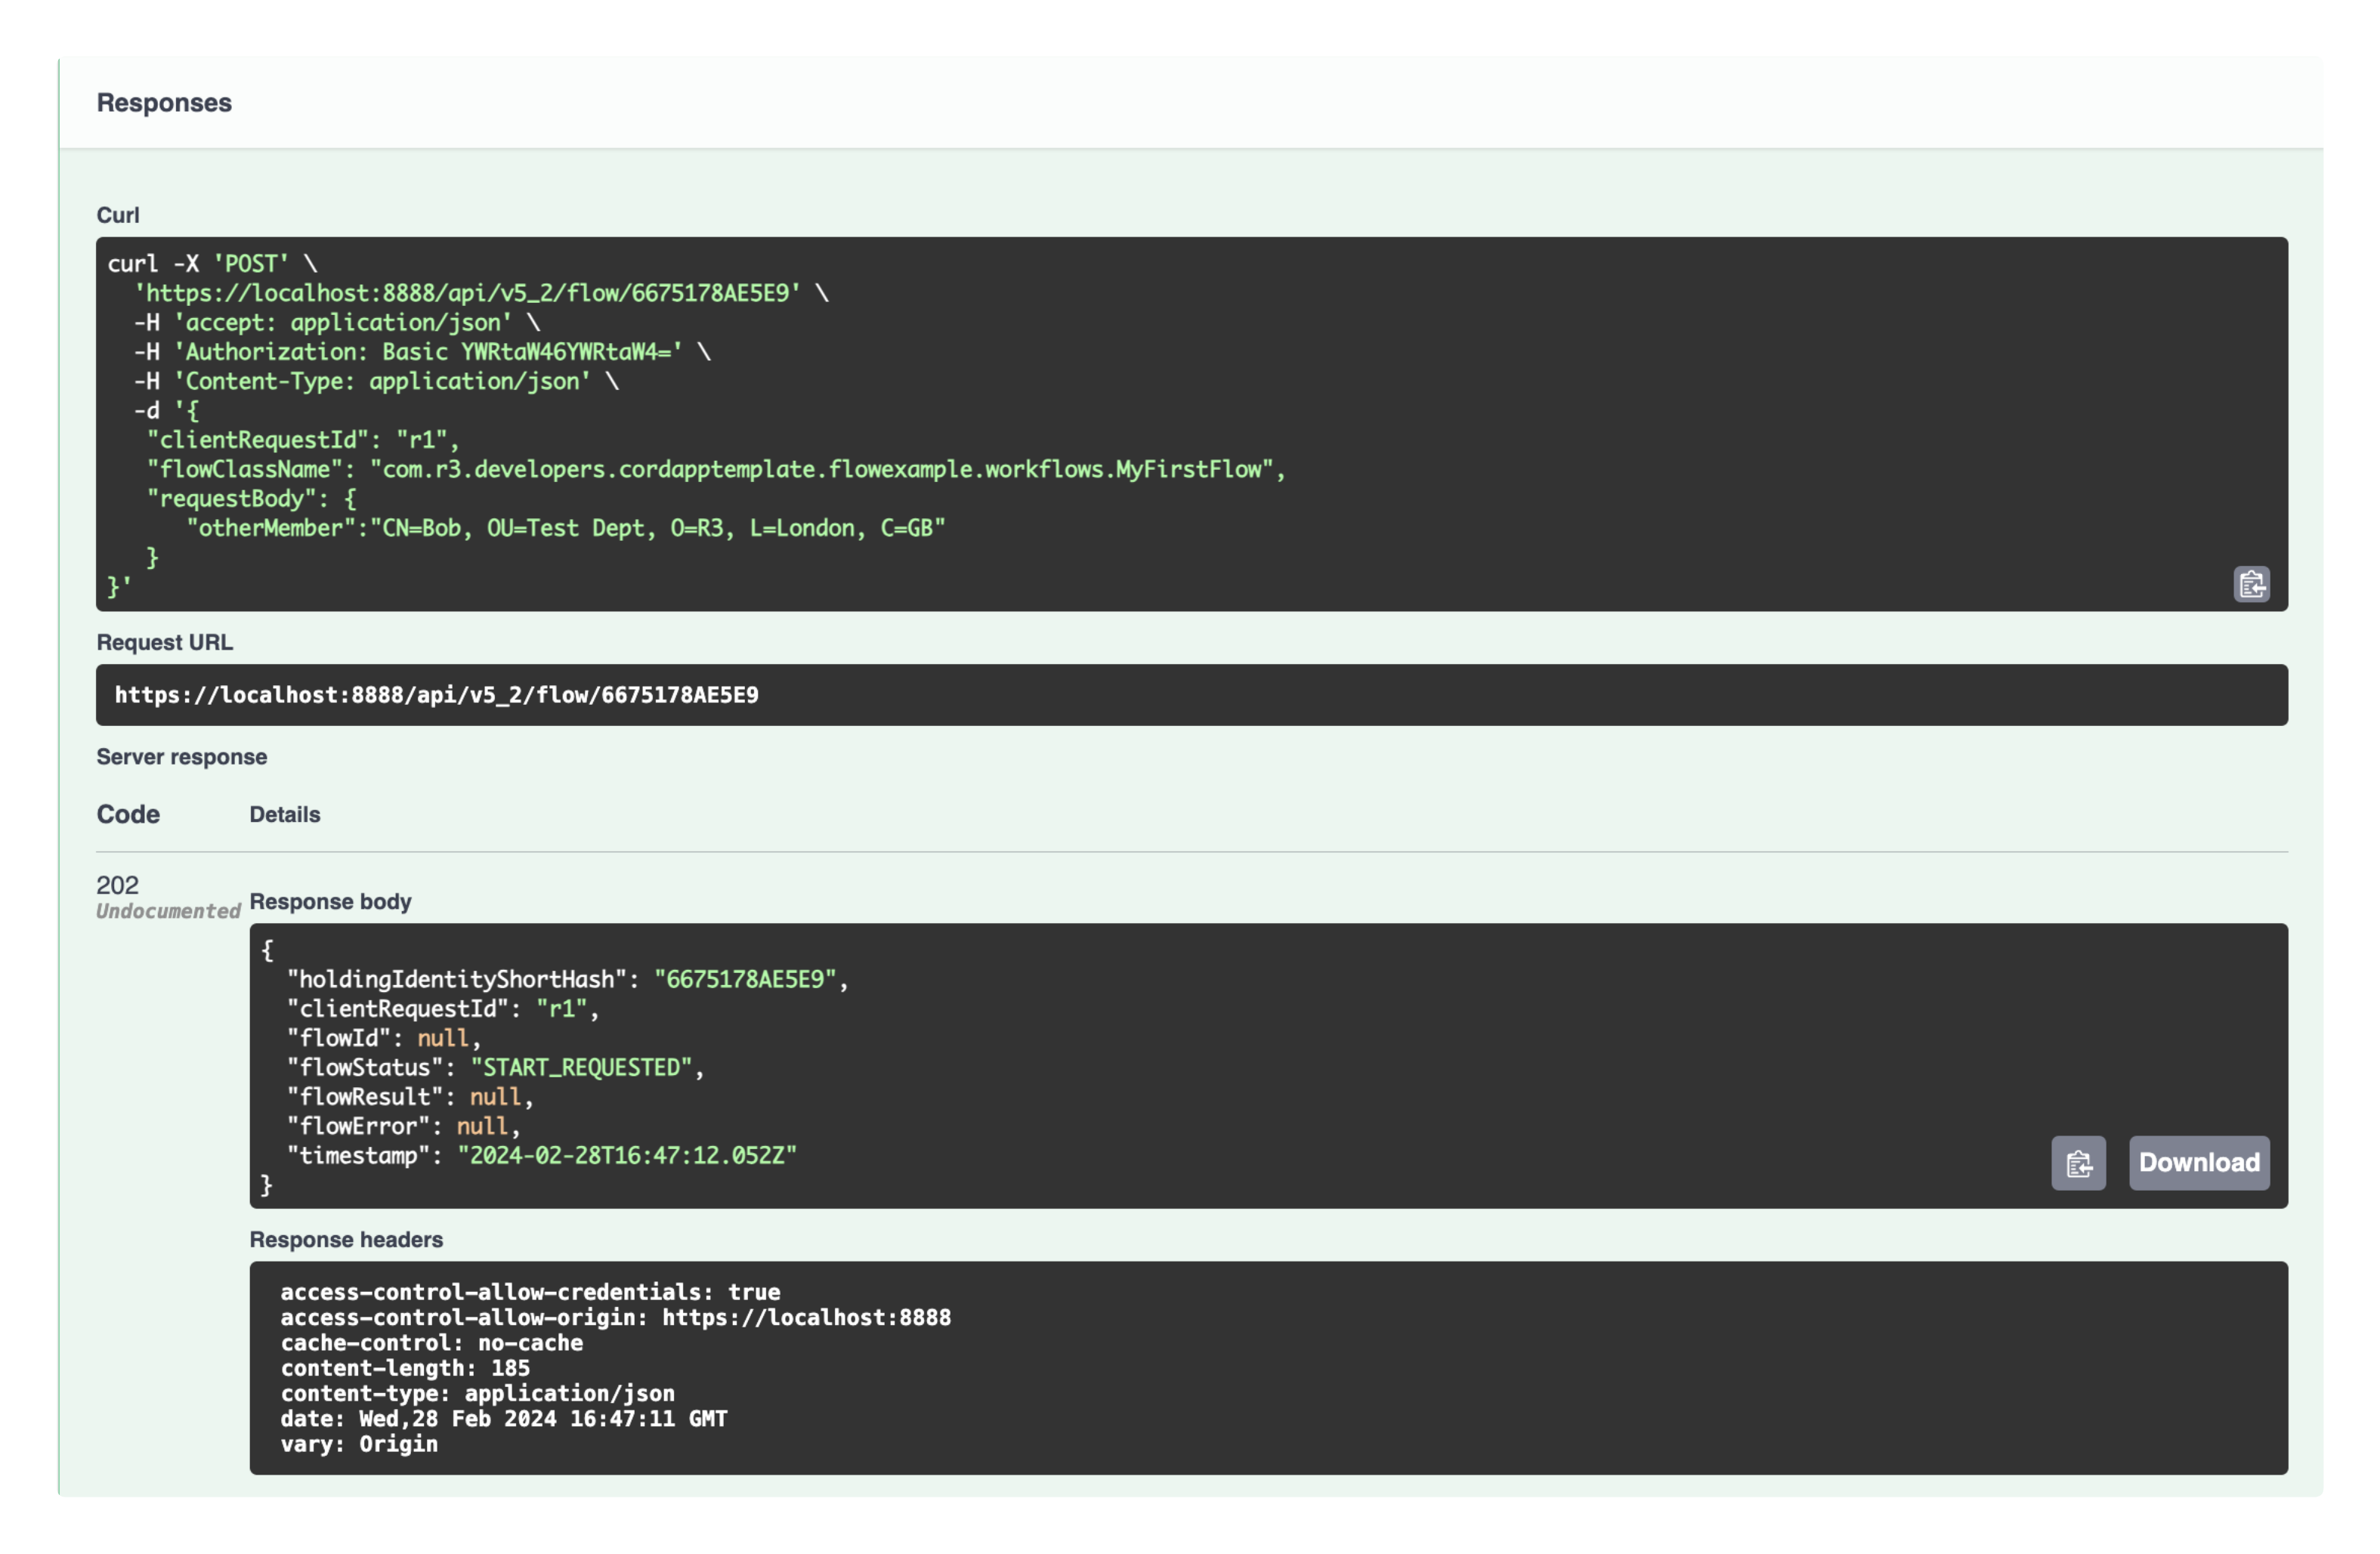 Responses
Curl
curl -X 'POST' \
  'https://localhost:8888/api/v5_2/flow/6675178AE5E9' \
  -H 'accept: application/json' \
  -H 'Authorization: Basic YWRtaW46YWRtaW4=' \
  -H 'Content-Type: application/json' \
  -d '{
   "clientRequestId": "r1",
   "flowClassName": "com.r3.developers.cordapptemplate.flowexample.workflows.MyFirstFlow",
   "requestBody": {
      "otherMember":"CN=Bob, OU=Test Dept, O=R3, L=London, C=GB"
   }
}'
Request URL
https://localhost:8888/api/v5_2/flow/6675178AE5E9
Server response
Code Details
202
Undocumented
Response body
{
  "holdingIdentityShortHash": "6675178AE5E9",
  "clientRequestId": "r1",
  "flowId": null,
  "flowStatus": "START_REQUESTED",
  "flowResult": null,
  "flowError": null,
  "timestamp": "2024-02-28T16:47:12.052Z"
}
Download
Response headers
access-control-allow-credentials: true
access-control-allow-origin: https://localhost:8888
cache-control: no-cache
content-length: 185
content-type: application/json
date: Wed,28 Feb 2024 16:47:11 GMT
vary: Origin